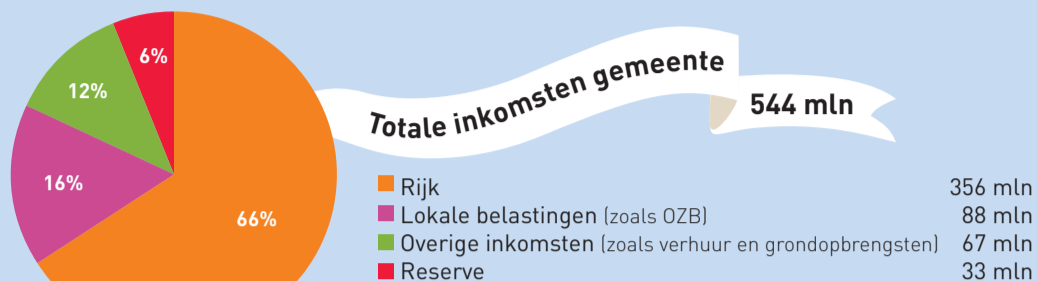 6%
12%
16%
66%
Totale inkomsten gemeente
544 mln
Rijk 356 mln
Lokale belastingen (zoals OZB) 88 mln
Overige inkomsten (zoals verhuur en grondopbrengsten) 67 mln
Reserve 33 mln